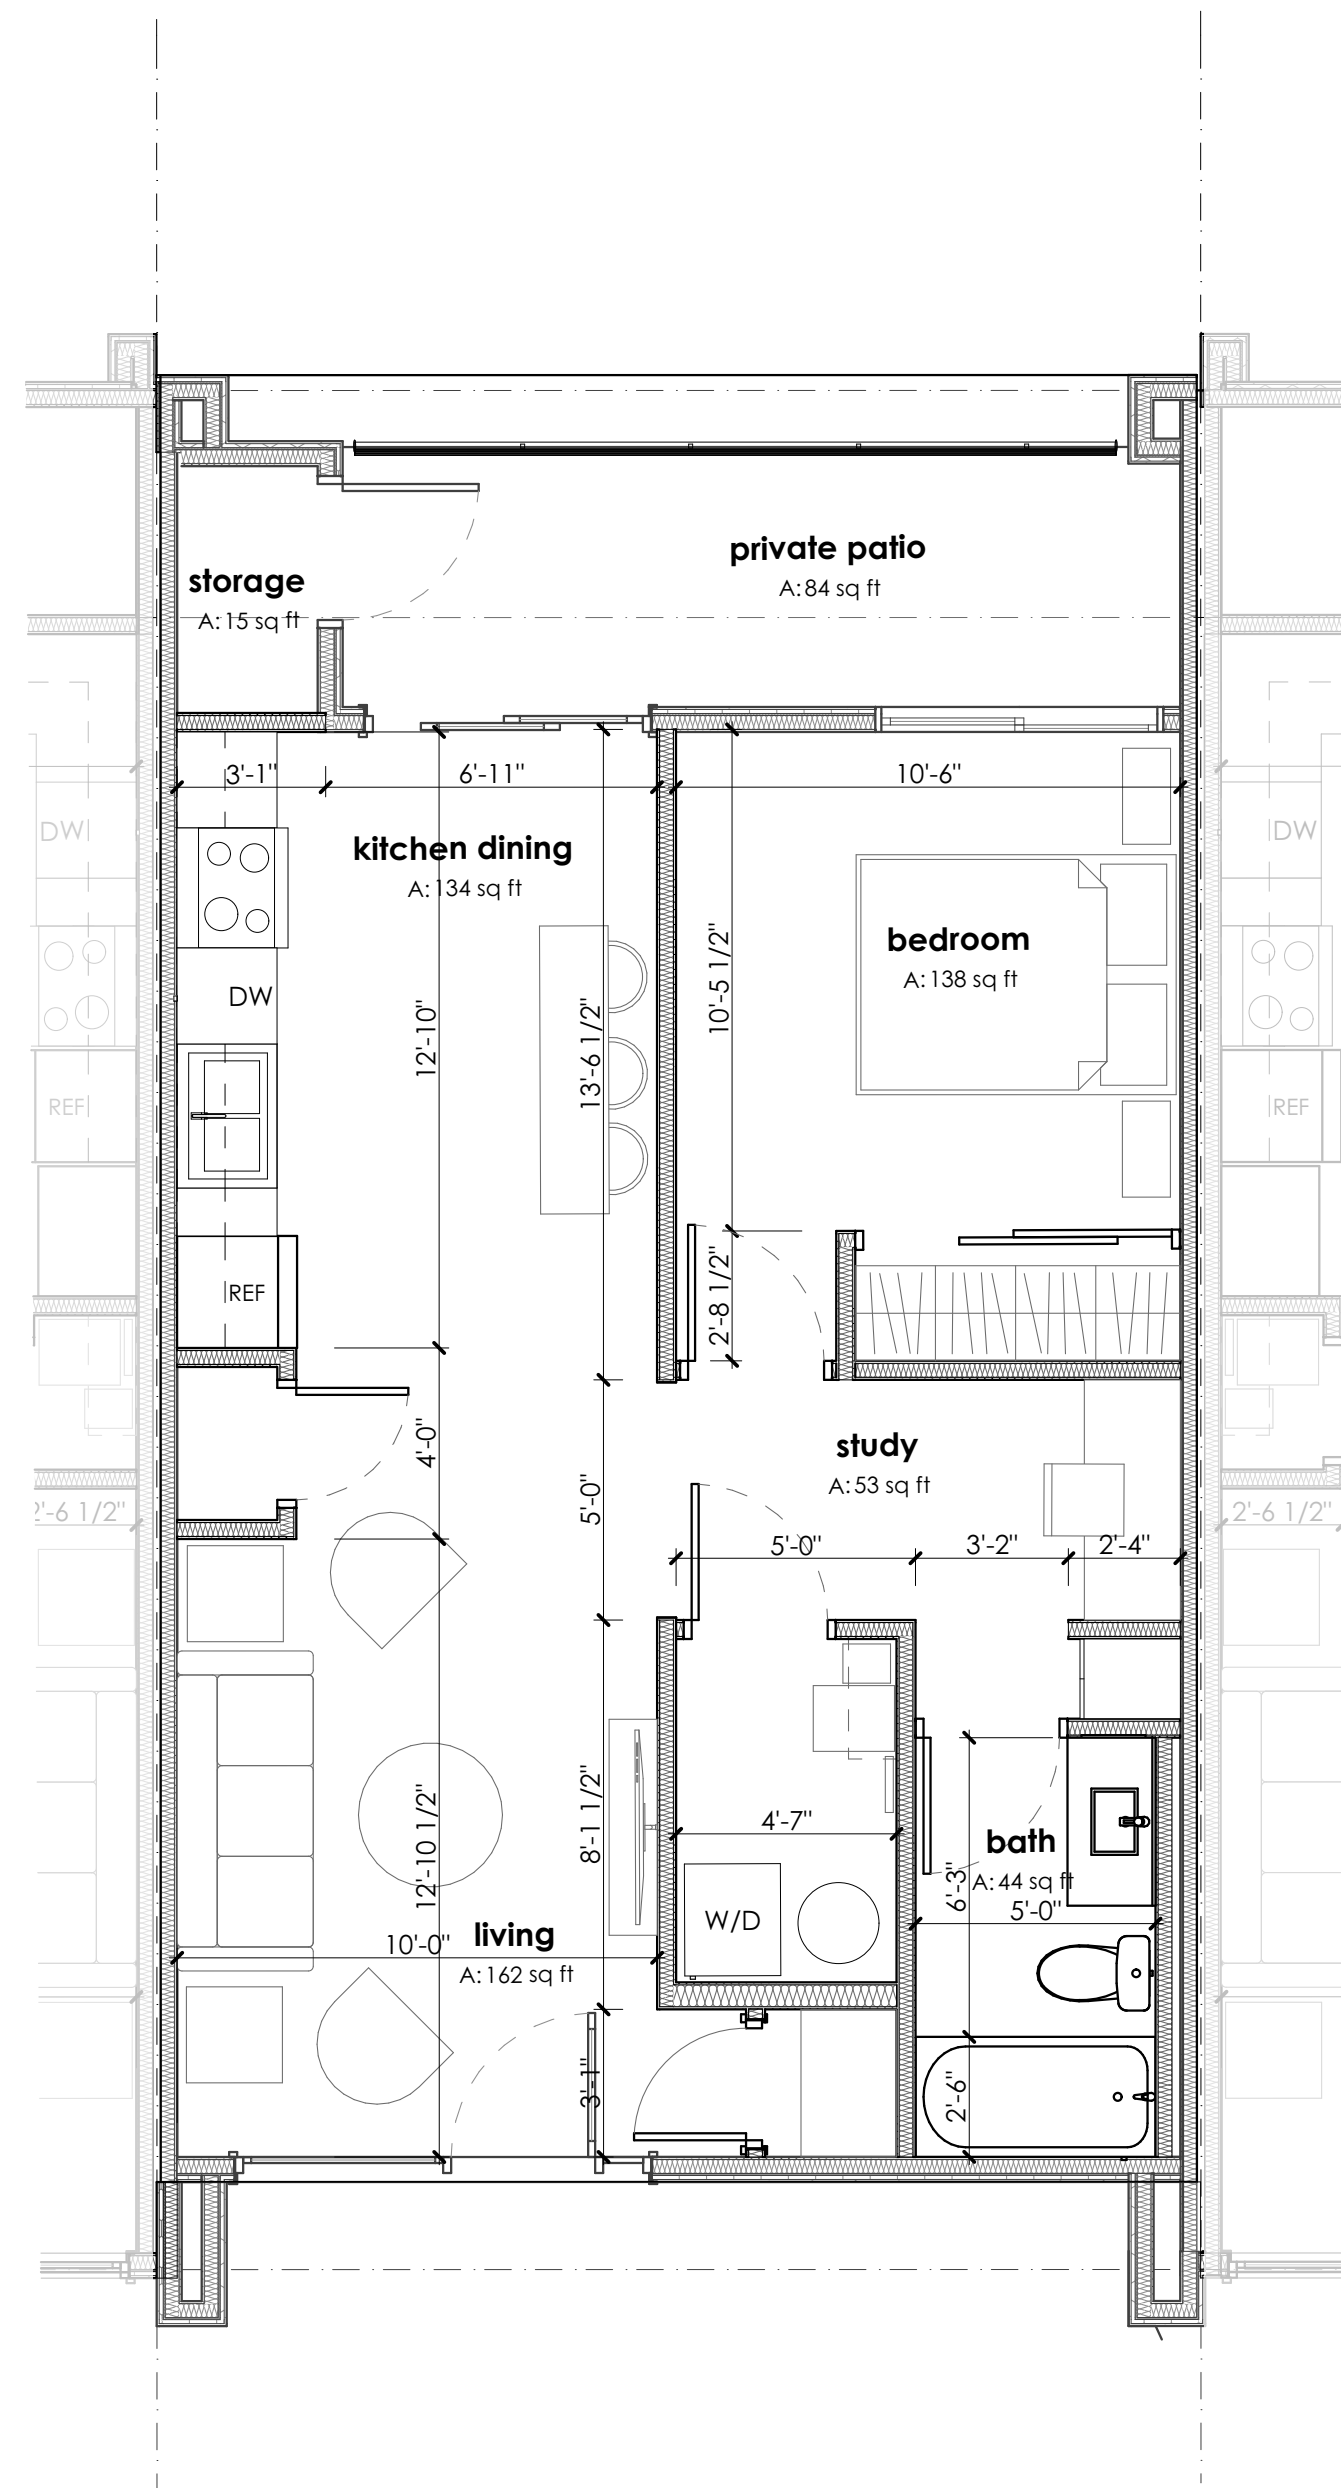 private patio
A: 84 sq ft
storage
A: 15 sq ft
3'-1"
6'-11"
10'-6"
DW
kitchen dining
A: 134 sq ft
DW
bedroom
A: 138 sq ft
10'-5 1/2"
DW
12'-10"
13'-6 1/2"
REF
REF
REF
2'-8 1/2"
4'-0"
study
A: 53 sq ft
5'-0"
2'-6 1/2"
2'-6 1/2"
5'-0"
3'-2"
2'-4"
12'-10 1/2"
8'-1 1/2"
4'-7"
bath
A: 44 sq ft
6'-3"
5'-0"
W/D
living
A: 162 sq ft
10'-0"
3'-1"
2'-6"